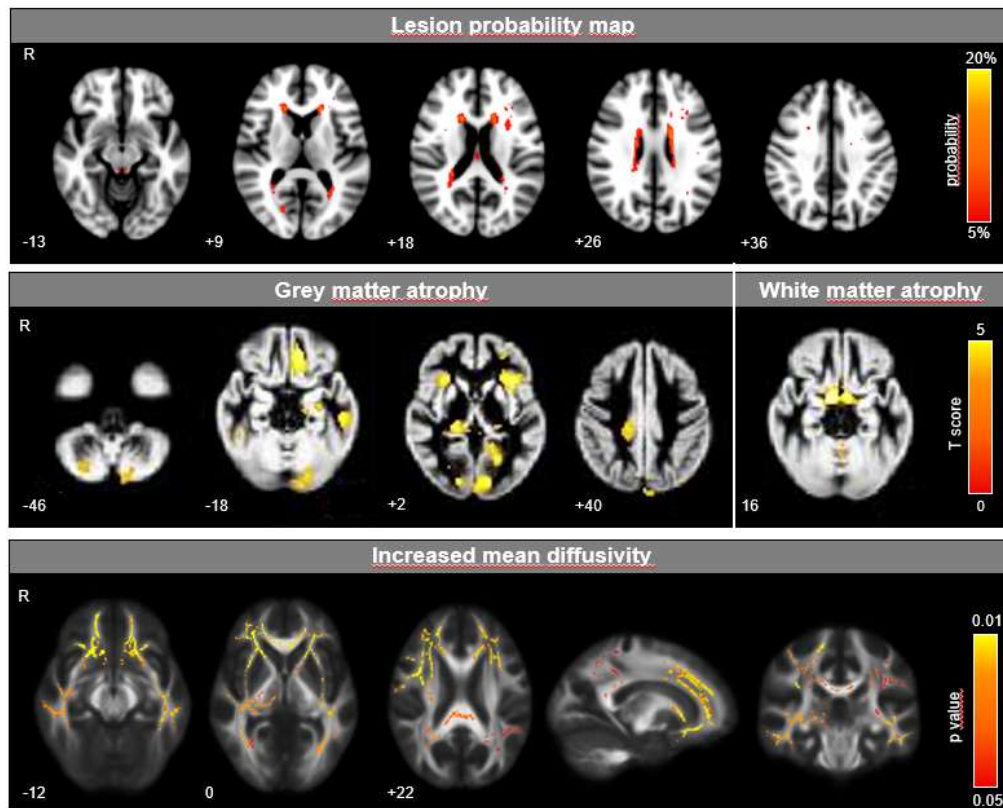 Lesion probability map
R
20%
probability
5%
-13
+9
+18
+26
+36
Grey matter atrophy
White matter atrophy
R
5
T score
0
-46
-18
+2
+40
16
Increased mean diffusivity
R
0.01
p value
0.05
-12
0
+22